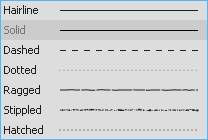 Hairline
Solid
Dashed
Dotted
Ragged
Stippled
Hatched